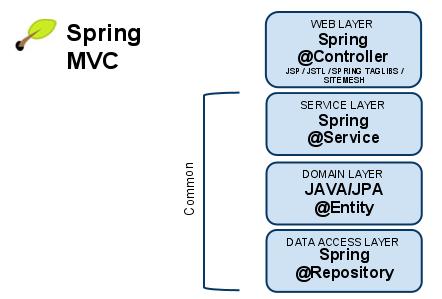 Spring
MVC
WEB LAYER
Spring
@Controller
JSP / JSTL / SPRING TAGLIBS /
SITEMESH
SERVICE LAYER
Spring
@Service
Common
DOMAIN LAYER
JAVA/JPA
@Entity
DATA ACCESS LAYER
Spring
@Repository